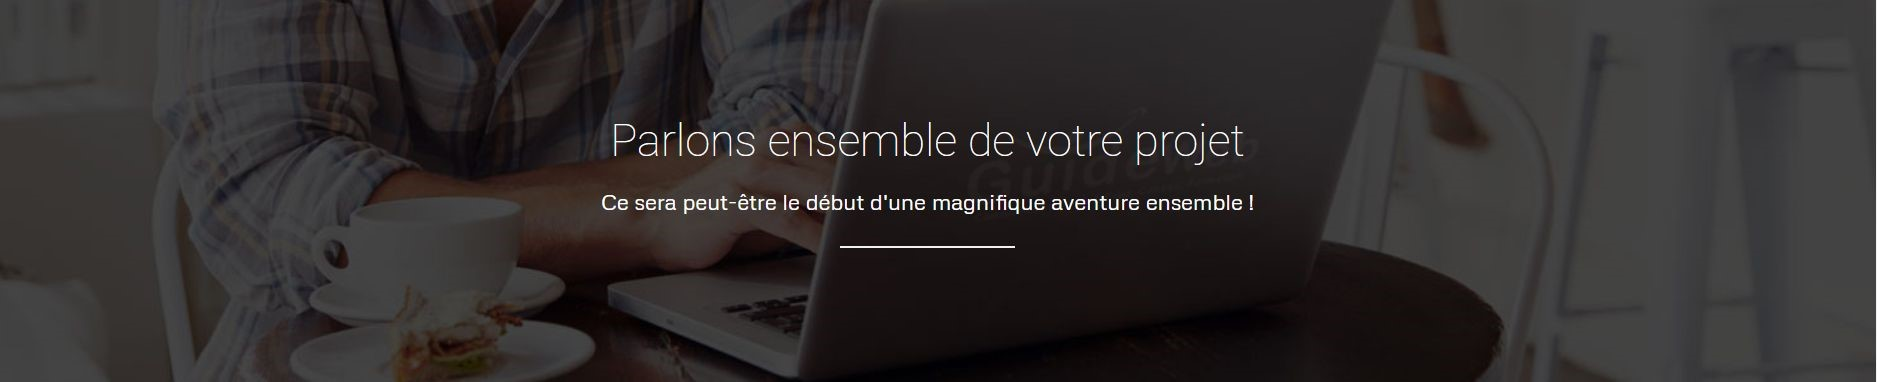 Parlons ensemble de votre projet
Ce sera peut-être le début d'une magnifique aventure ensemble !